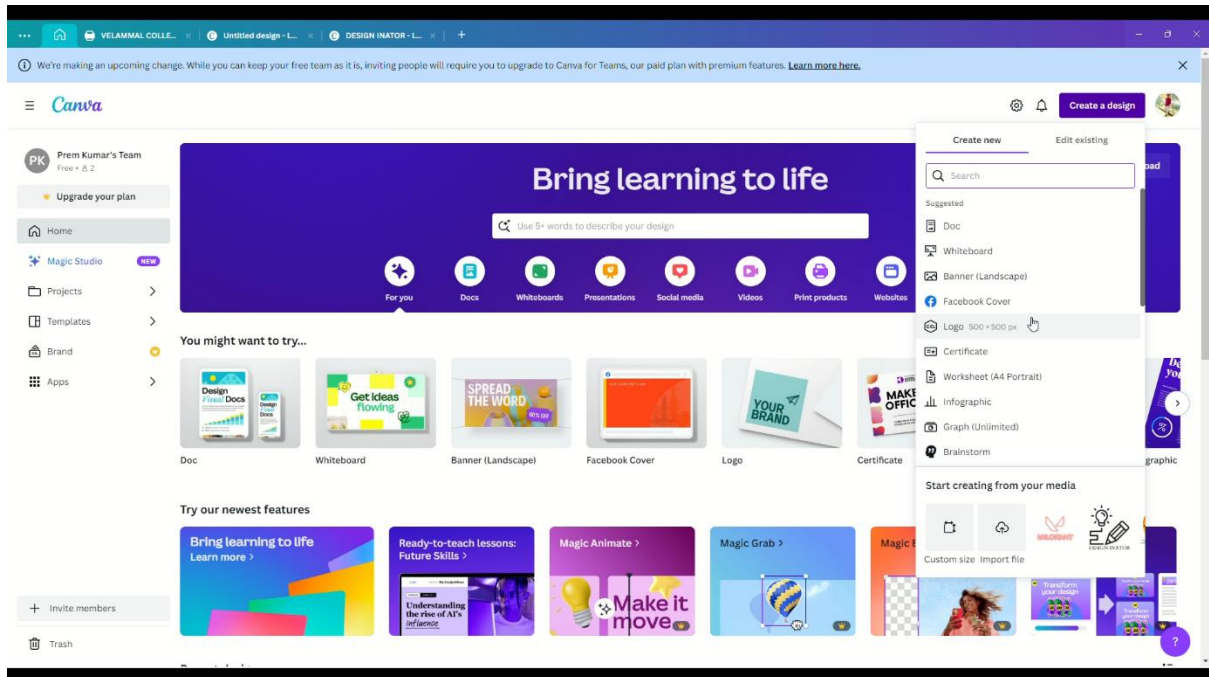 VELAMMAL COLLE...
Untitled design - L...
DESIGN INATOR - L...
We're making an upcoming change. While you can keep your free team as it is, inviting people will require you to upgrade to Canva for Teams, our paid plan with premium features. Learn more here.
Canva
Create a design
PK
Prem Kumar's Team
Free • 2
Upgrade your plan
Home
Magic Studio NEW
Projects
Templates
Brand
Apps
Invite members
Trash
Bring learning to life
Use 5+ words to describe your design
For you
Docs
Whiteboards
Presentations
Social media
Videos
Print products
Websites
You might want to try...
Design
Visual Docs
Get ideas
flowing
SPREAD
THE WORD
50% OFF
YOUR
BRAND
MAKE
OFFIC
Doc
Whiteboard
Banner (Landscape)
Facebook Cover
Logo
Certificate
graphic
Try our newest features
Bring learning to life
Learn more >
Ready-to-teach lessons:
Future Skills >
Understanding
the rise of AI's
influence
Magic Animate >
Make it
move
Magic Grab >
Magic E
Transform
your design
Create new
Edit existing
Search
Suggested
Doc
Whiteboard
Banner (Landscape)
Facebook Cover
Logo 500 × 500 px
Certificate
Worksheet (A4 Portrait)
Infographic
Graph (Unlimited)
Brainstorm
Start creating from your media
Custom size
Import file
DESIGN INATOR
oad
?